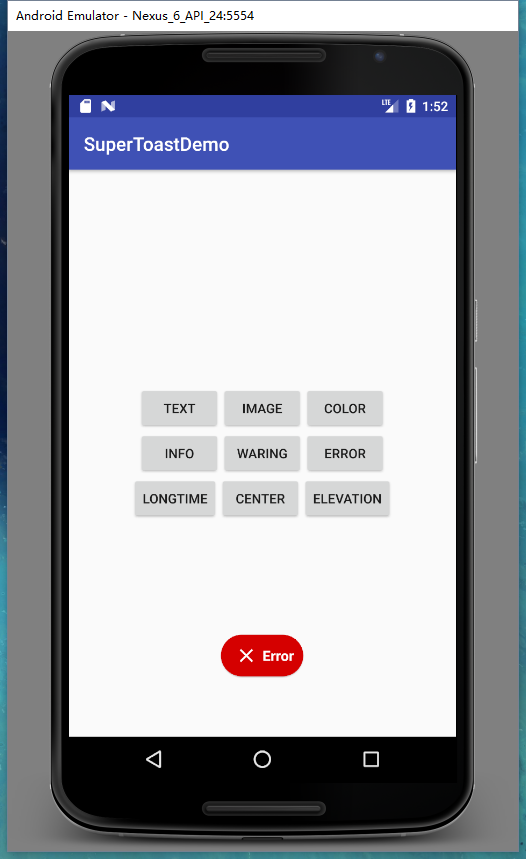 Android Emulator - Nexus_6_API_24:5554
LTE 1:52
SuperToastDemo
TEXT IMAGE COLOR
INFO WARING ERROR
LONGTIME CENTER ELEVATION
Error